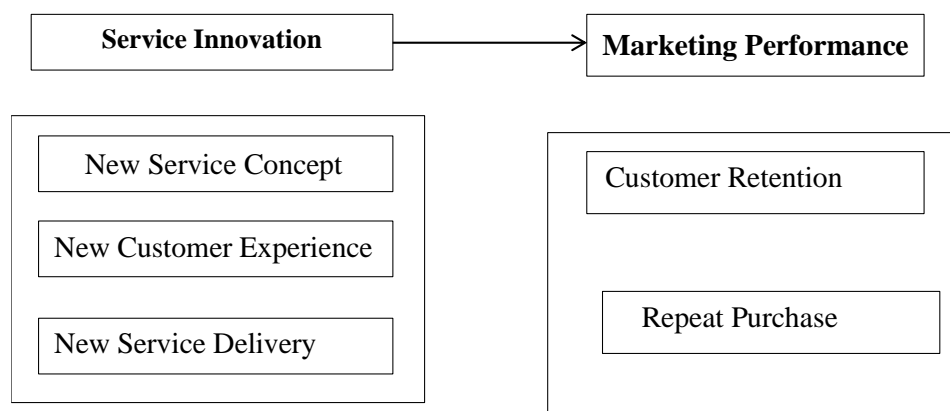 Service Innovation
Marketing Performance
New Service Concept
New Customer Experience
New Service Delivery
Customer Retention
Repeat Purchase